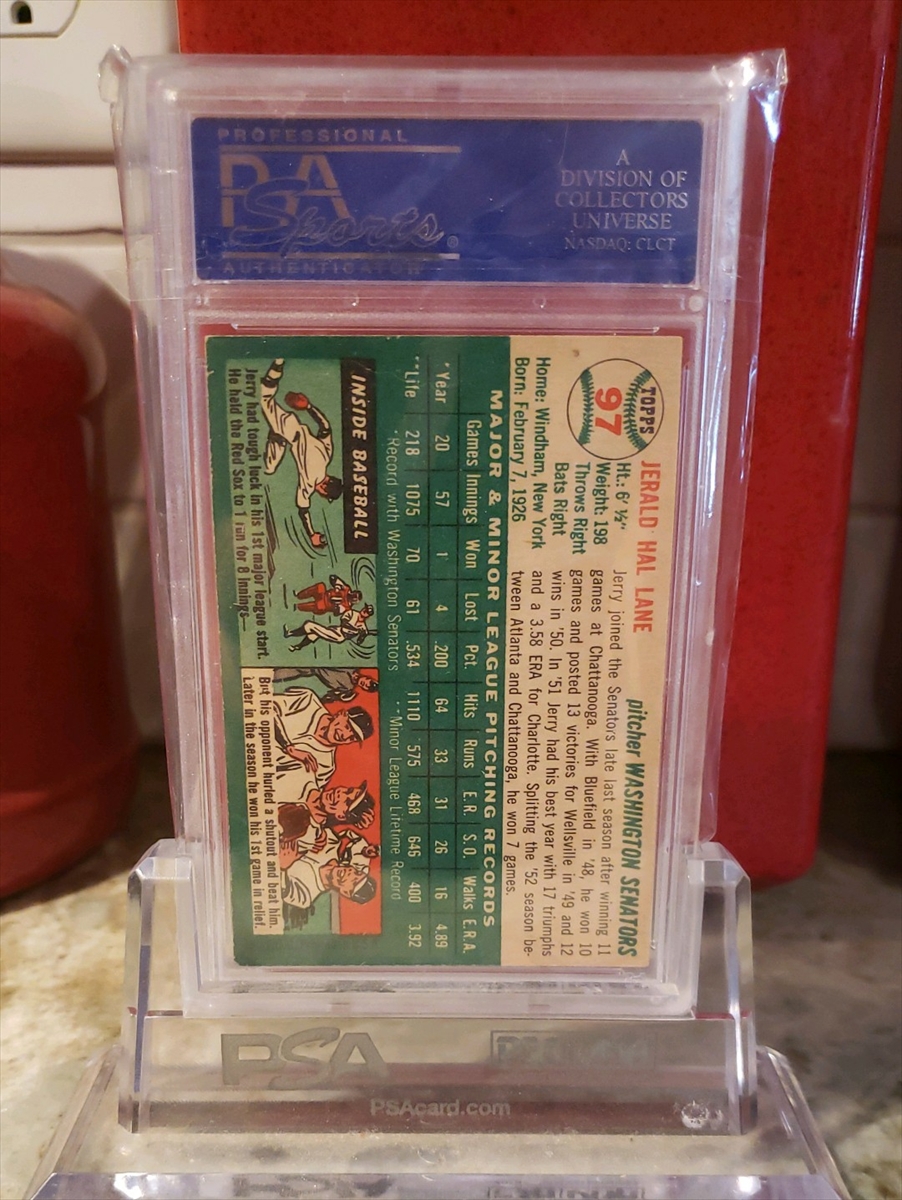 PROFESSIONAL
PSA
Sports®
AUTHENTICATOR
A
DIVISION OF
COLLECTORS
UNIVERSE
NASDAQ: CLCT
TOPPS
97
JERALD HAL LANE
pitcher WASHINGTON SENATORS
Ht.: 6' ½"
Weight: 198
Throws Right
Bats Right
Home: Windham, New York
Born: February 7, 1926
Jerry joined the Senators late last season after winning 11
games at Chattanooga. With Bluefield in '48, he won 10
games and posted 13 victories for Wellsville in '49 and 12
wins in '50. In '51 Jerry had his best year with 17 triumphs
and a 3.58 ERA for Charlotte. Splitting the '52 season be-
tween Atlanta and Chattanooga, he won 7 games.
MAJOR & MINOR LEAGUE PITCHING RECORDS
Games Innings Won Lost Pct. Hits Runs E.R. S.O. Walks E.R.A.
*Year 20 57 1 4 .200 64 33 31 26 16 4.89
**Life 218 1075 70 61 .534 1110 575 468 646 400 3.92
*Record with Washington Senators **Minor League Lifetime Record
INSIDE BASEBALL
Jerry had tough luck in his 1st major league start.
He held the Red Sox to 1 run for 8 innings—
But his opponent hurled a shutout and beat him.
Later in the season he won his 1st game in relief.
PSA
PSAcard.com